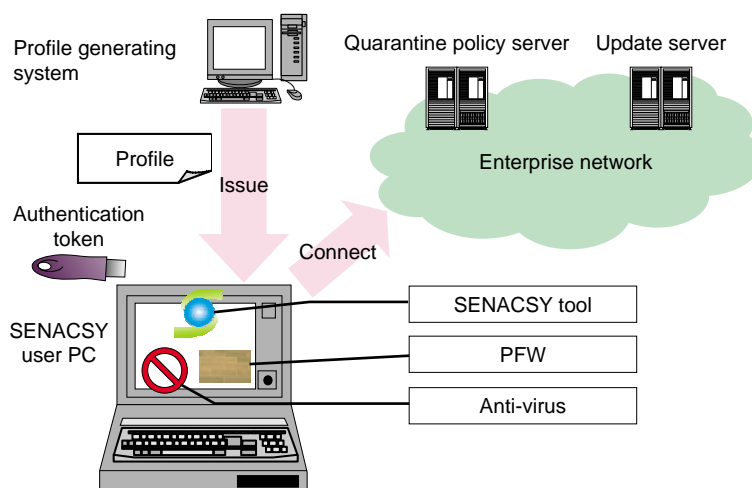 Profile generating
system
Quarantine policy server
Update server
Profile
Issue
Enterprise network
Authentication
token
Connect
SENACSY
user PC
SENACSY tool
PFW
Anti-virus